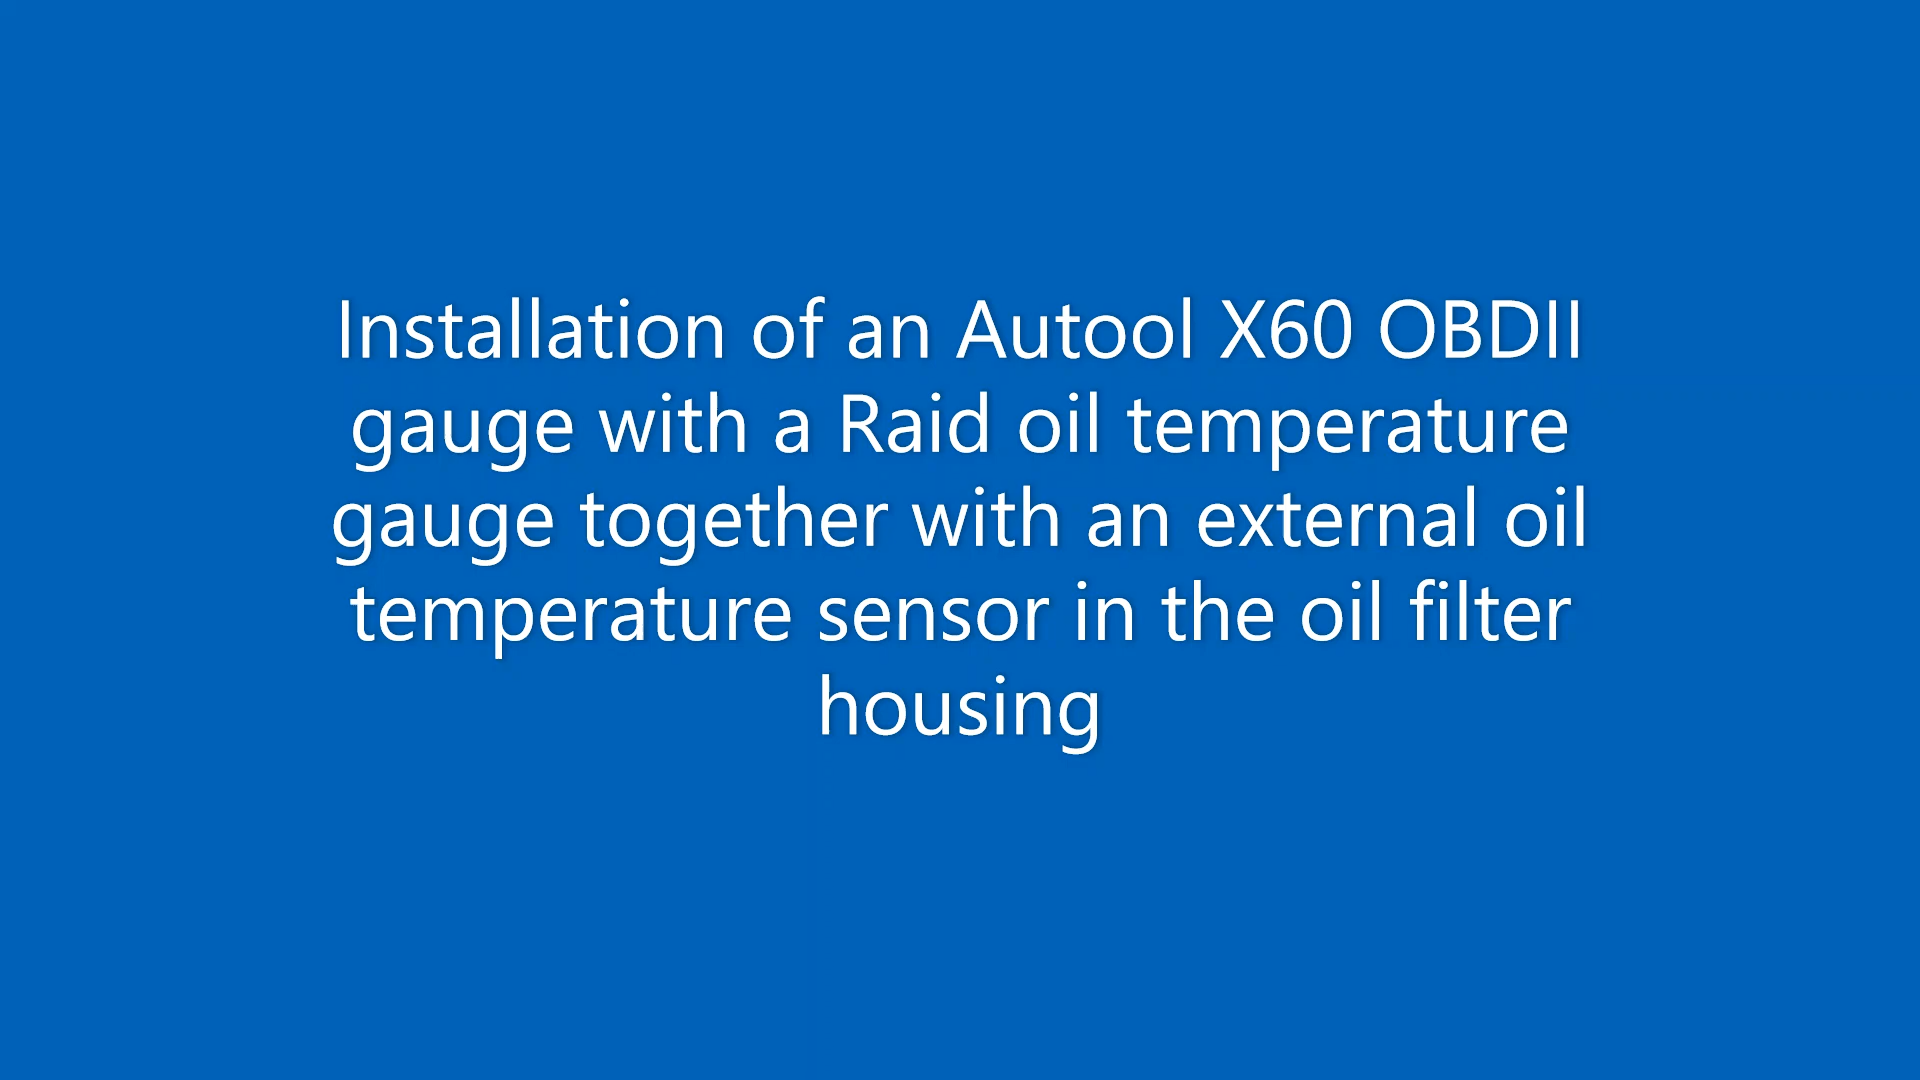 Installation of an Autool X60 OBDII
gauge with a Raid oil temperature
gauge together with an external oil
temperature sensor in the oil filter
housing